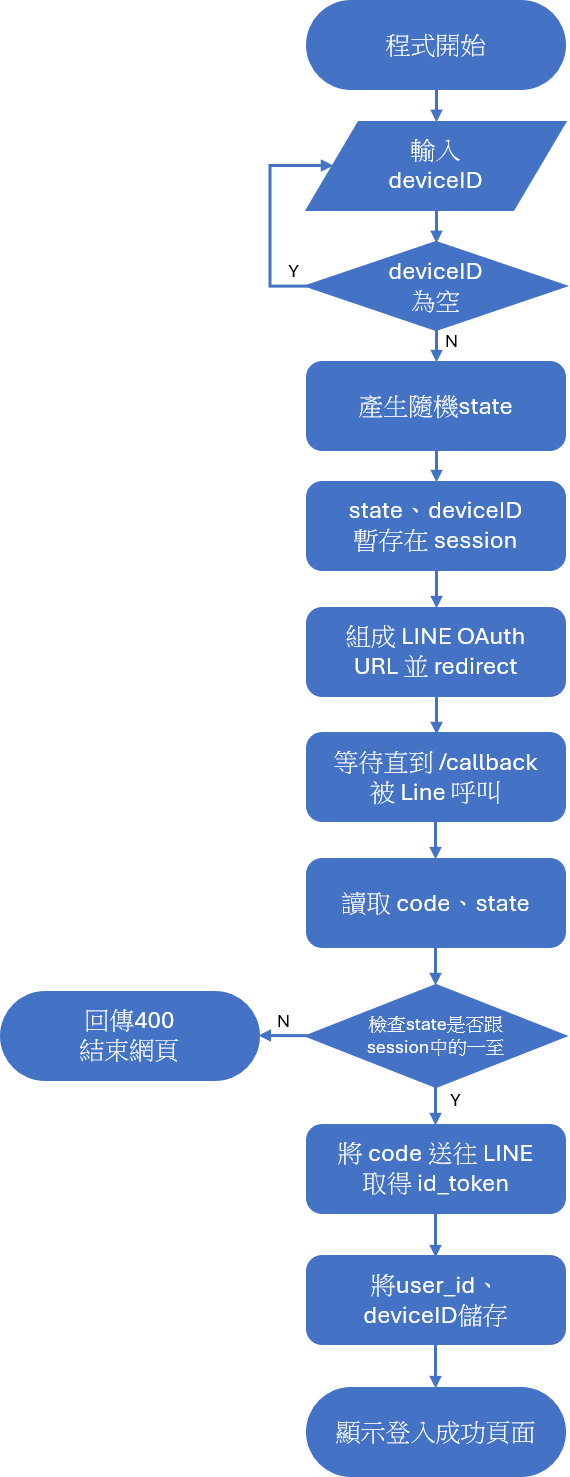 程式開始
輸入
deviceID
deviceID
為空
Y
N
產生隨機state
state、deviceID
暫存在 session
組成 LINE OAuth
URL 並 redirect
等待直到 /callback
被 Line 呼叫
讀取 code、state
檢查state是否跟
session中的一至
N
回傳400
結束網頁
Y
將 code 送往 LINE
取得 id_token
將user_id、
deviceID儲存
顯示登入成功頁面